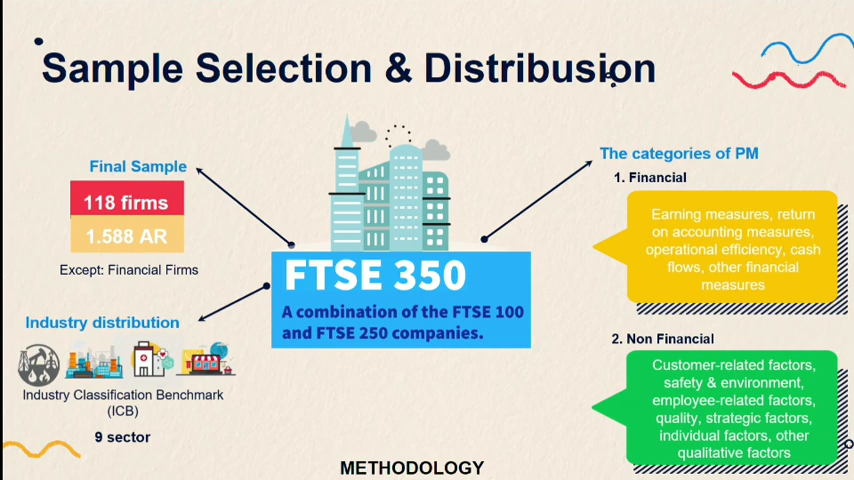 Sample Selection & Distribusion
Final Sample
118 firms
1.588 AR
Except: Financial Firms
Industry distribution
Industry Classification Benchmark
(ICB)
9 sector
FTSE 350
A combination of the FTSE 100
and FTSE 250 companies.
The categories of PM
1. Financial
Earning measures, return
on accounting measures,
operational efficiency, cash
flows, other financial
measures
2. Non Financial
Customer-related factors,
safety & environment,
employee-related factors,
quality, strategic factors,
individual factors, other
qualitative factors
METHODOLOGY